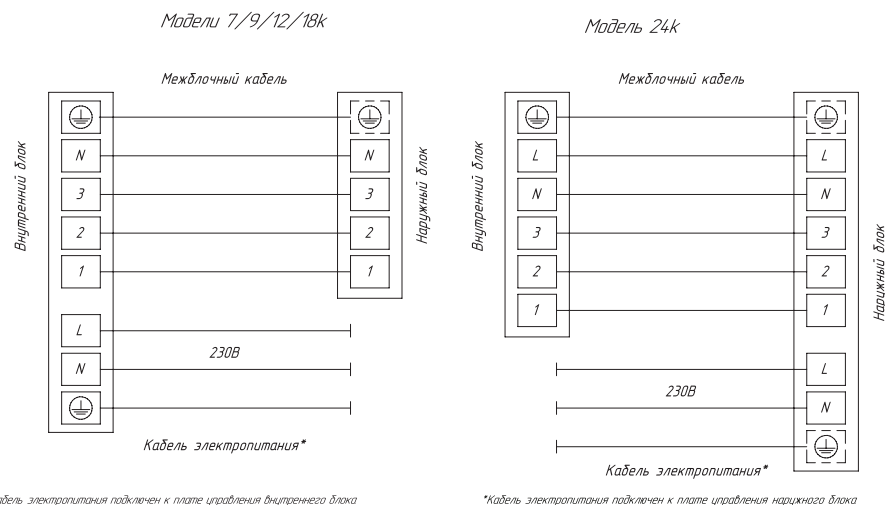 Модели 7/9/12/18k
Межблочный кабель
Внутренний блок
Наружный блок
N N
3 3
2 2
1 1
L
N
230В
Кабель электропитания*
абель электропитания подключен к плате управления внутреннего блока
Модель 24k
Межблочный кабель
Внутренний блок
Наружный блок
L L
N N
3 3
2 2
1 1
L
N
230В
Кабель электропитания*
*Кабель электропитания подключен к плате управления наружного блока